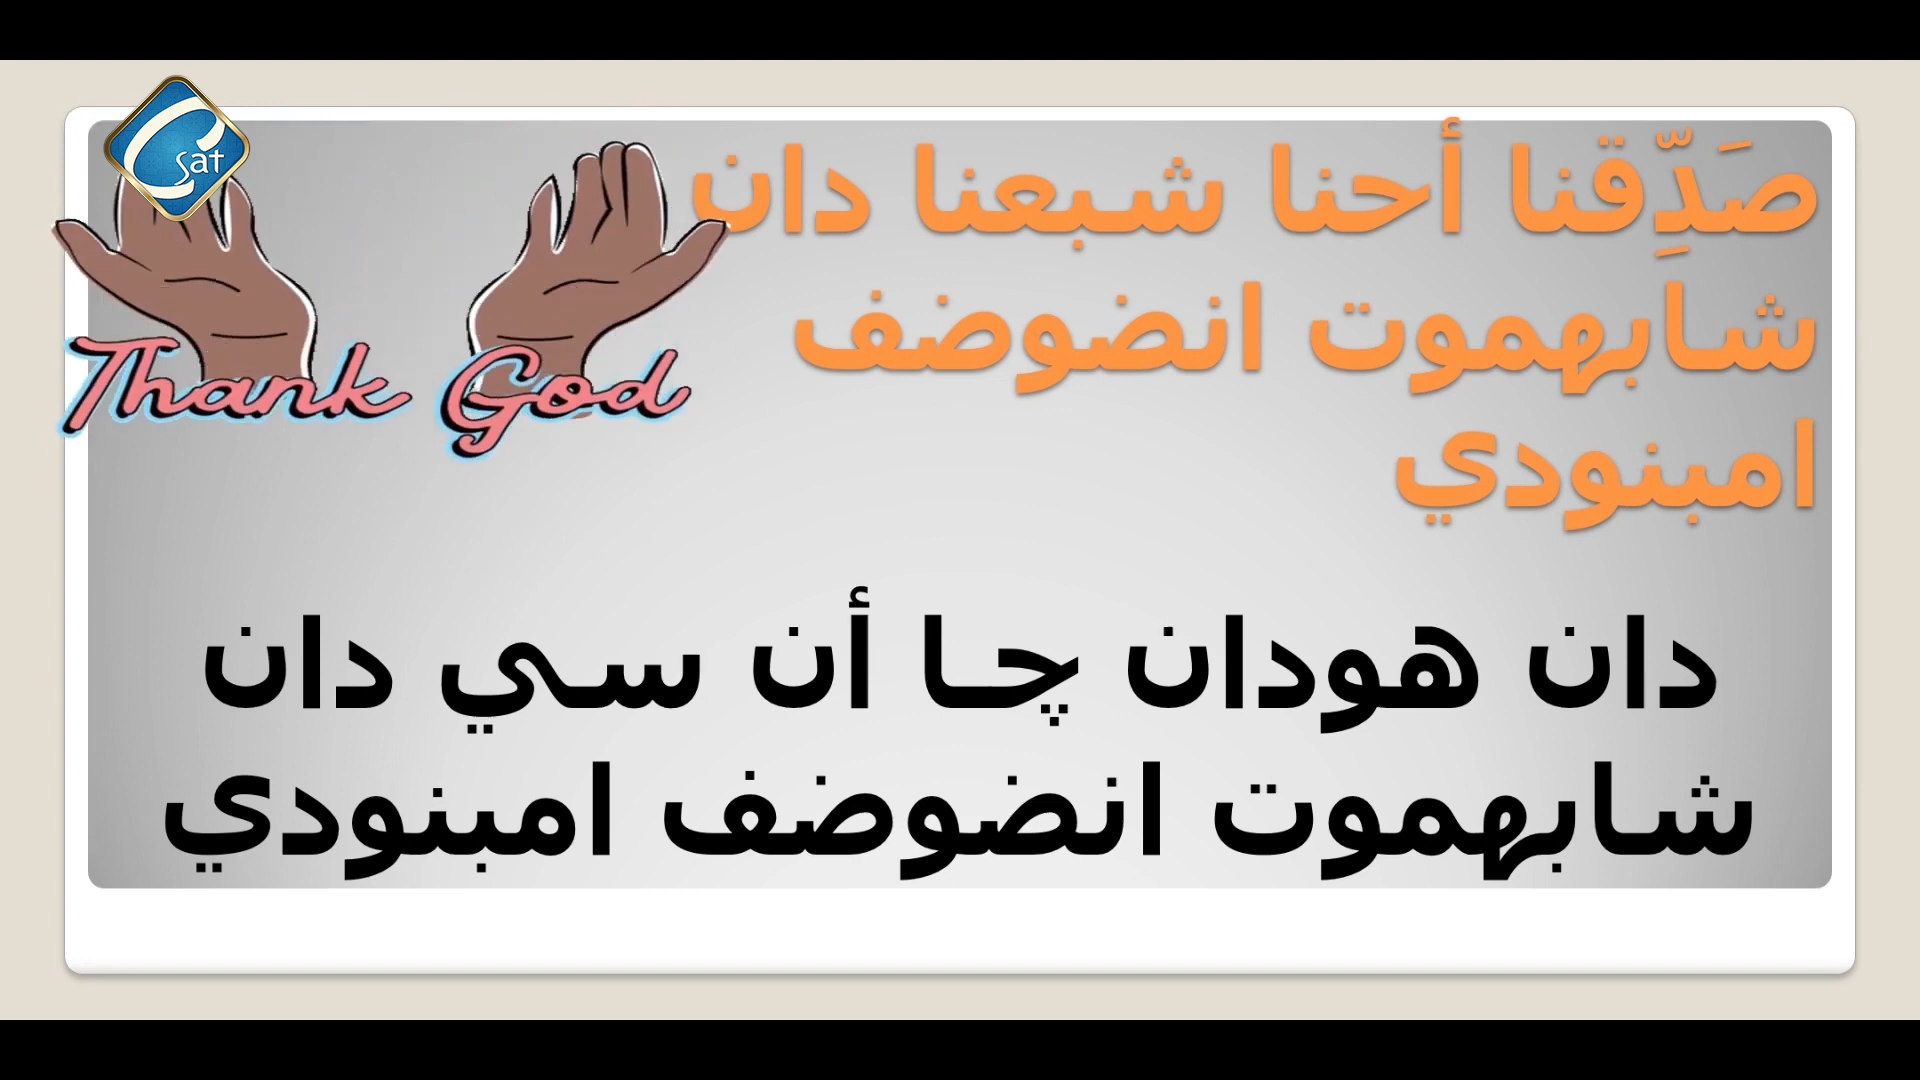 C sat
صَدِّقنا أحنا شبعنا دان
شابهموت انضوضف
امبنودي
Thank God
دان هودان چا أن سي دان
شابهموت انضوضف امبنودي